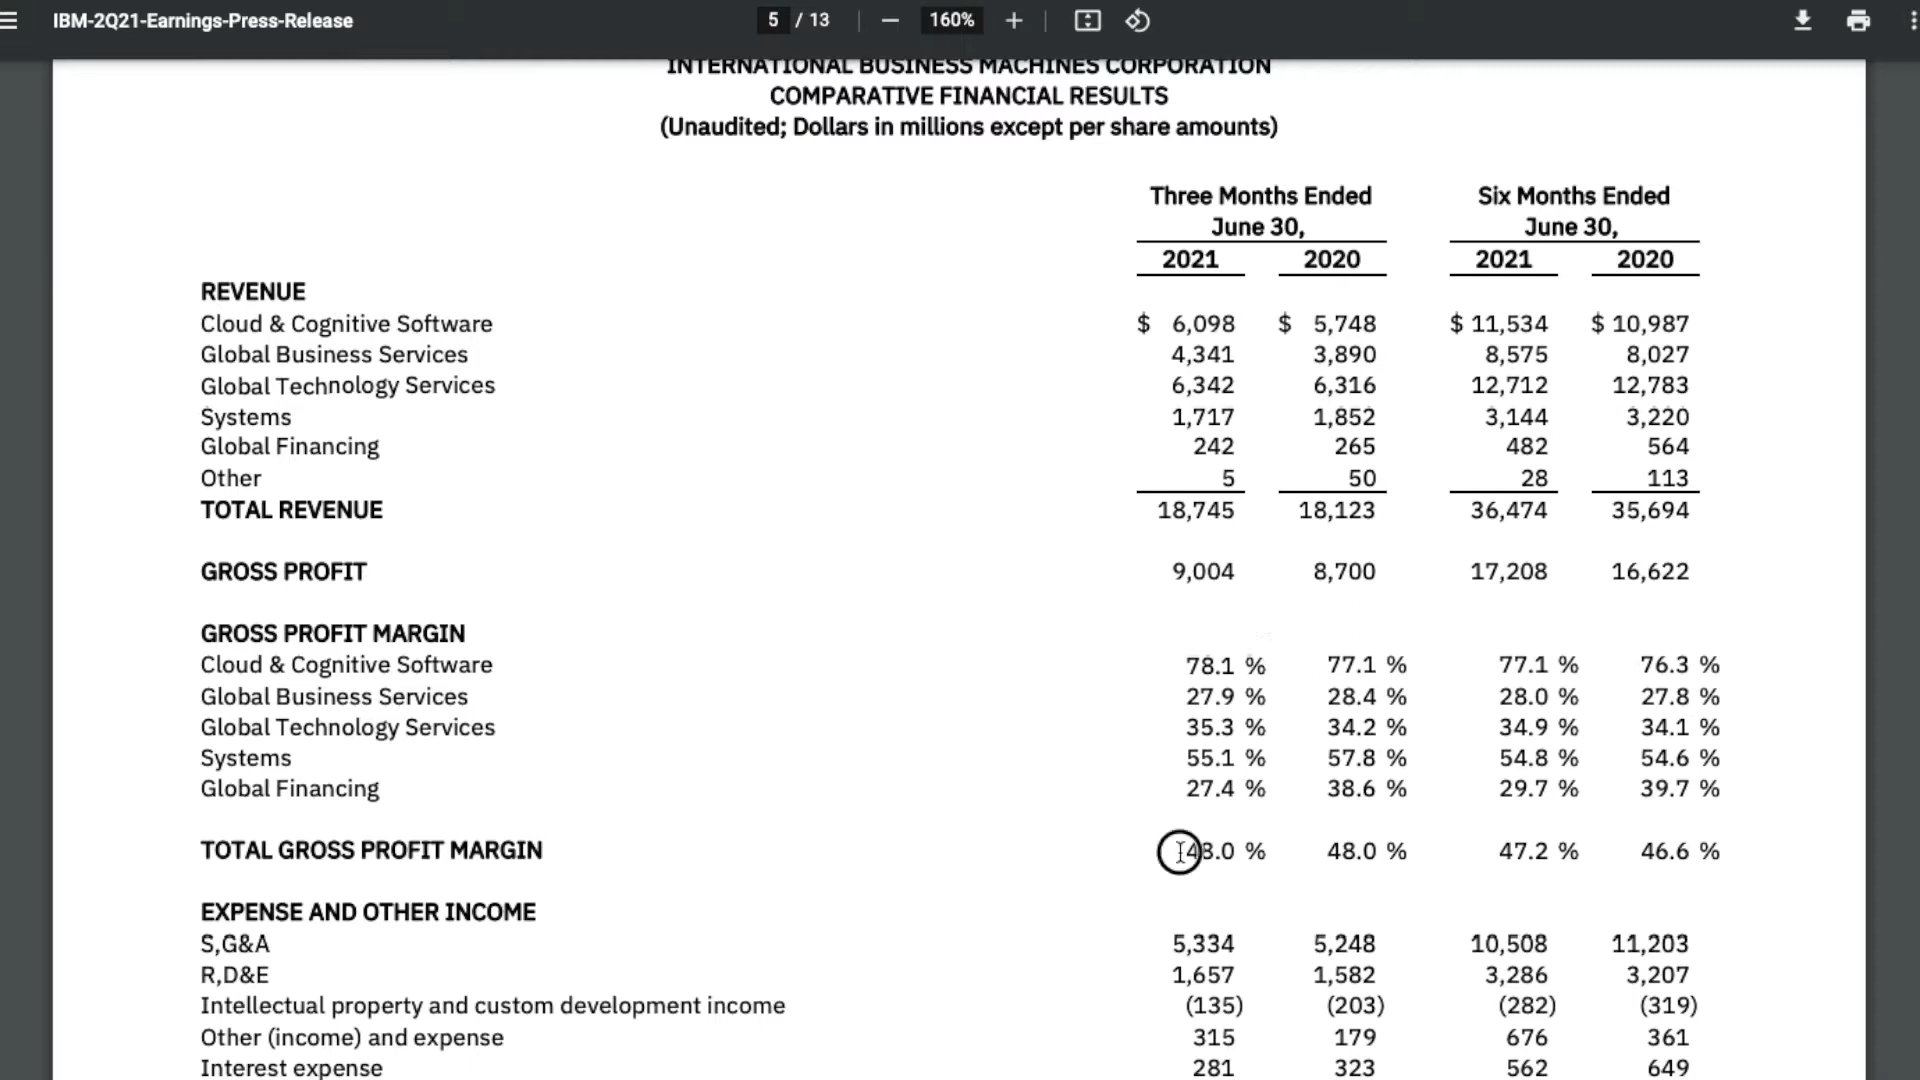 IBM-2Q21-Earnings-Press-Release 5 / 13 160%
INTERNATIONAL BUSINESS MACHINES CORPORATION
COMPARATIVE FINANCIAL RESULTS
(Unaudited; Dollars in millions except per share amounts)
Three Months Ended Six Months Ended
June 30, June 30,
2021 2020 2021 2020
REVENUE
Cloud & Cognitive Software $ 6,098 $ 5,748 $ 11,534 $ 10,987
Global Business Services 4,341 3,890 8,575 8,027
Global Technology Services 6,342 6,316 12,712 12,783
Systems 1,717 1,852 3,144 3,220
Global Financing 242 265 482 564
Other 5 50 28 113
TOTAL REVENUE 18,745 18,123 36,474 35,694
GROSS PROFIT 9,004 8,700 17,208 16,622
GROSS PROFIT MARGIN
Cloud & Cognitive Software 78.1 % 77.1 % 77.1 % 76.3 %
Global Business Services 27.9 % 28.4 % 28.0 % 27.8 %
Global Technology Services 35.3 % 34.2 % 34.9 % 34.1 %
Systems 55.1 % 57.8 % 54.8 % 54.6 %
Global Financing 27.4 % 38.6 % 29.7 % 39.7 %
TOTAL GROSS PROFIT MARGIN 48.0 % 48.0 % 47.2 % 46.6 %
EXPENSE AND OTHER INCOME
S,G&A 5,334 5,248 10,508 11,203
R,D&E 1,657 1,582 3,286 3,207
Intellectual property and custom development income (135) (203) (282) (319)
Other (income) and expense 315 179 676 361
Interest expense 281 323 562 649